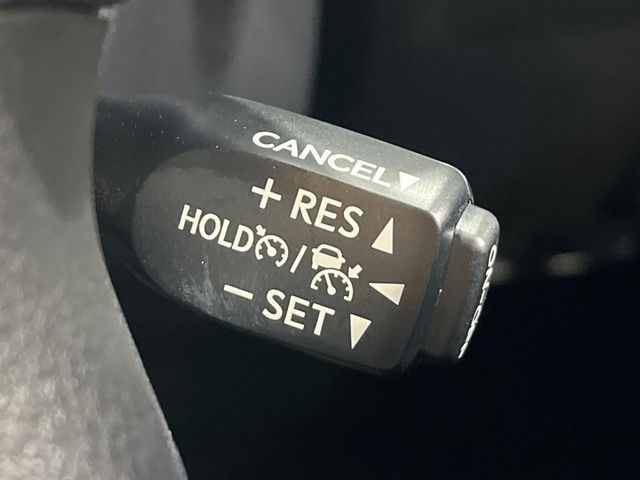 CANCEL▼
+ RES ▲
HOLD / ◀
− SET ▼